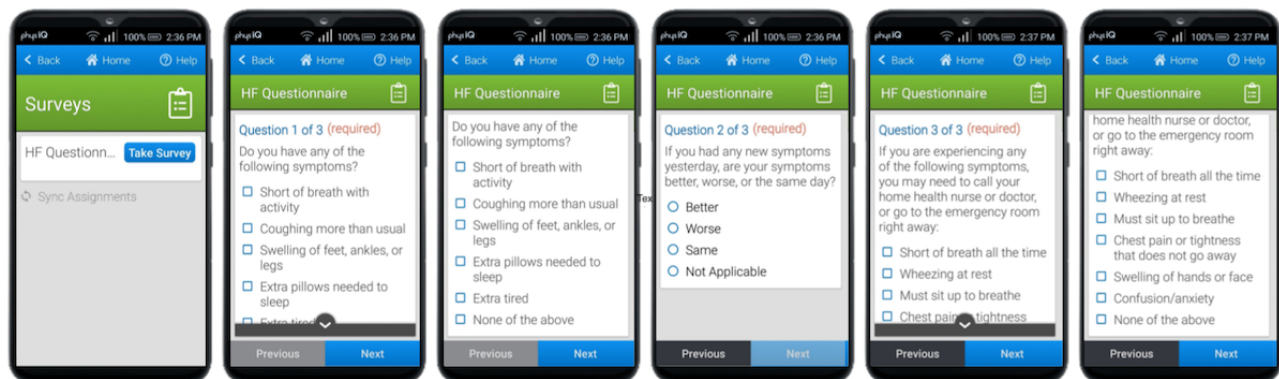 physIQ 100% 2:36 PM
Back Home Help
Surveys
HF Questionn... Take Survey
Sync Assignments
physIQ 100% 2:36 PM
Back Home Help
HF Questionnaire
Question 1 of 3 (required)
Do you have any of the
following symptoms?
Short of breath with
activity
Coughing more than usual
Swelling of feet, ankles, or
legs
Extra pillows needed to
sleep
Extra tired
Previous Next
physIQ 100% 2:36 PM
Back Home Help
HF Questionnaire
Do you have any of the
following symptoms?
Short of breath with
activity
Coughing more than usual
Swelling of feet, ankles, or
legs
Extra pillows needed to
sleep
Extra tired
None of the above
Previous Next
Tex
physIQ 100% 2:36 PM
Back Home Help
HF Questionnaire
Question 2 of 3 (required)
If you had any new symptoms
yesterday, are your symptoms
better, worse, or the same day?
Better
Worse
Same
Not Applicable
Previous Next
physIQ 100% 2:37 PM
Back Home Help
HF Questionnaire
Question 3 of 3 (required)
If you are experiencing any
of the following symptoms,
you may need to call your
home health nurse or doctor,
or go to the emergency room
right away:
Short of breath all the time
Wheezing at rest
Must sit up to breathe
Chest pain tightness
Previous Next
physIQ 100% 2:37 PM
Back Home Help
HF Questionnaire
home health nurse or doctor,
or go to the emergency room
right away:
Short of breath all the time
Wheezing at rest
Must sit up to breathe
Chest pain or tightness
that does not go away
Swelling of hands or face
Confusion/anxiety
None of the above
Previous Next